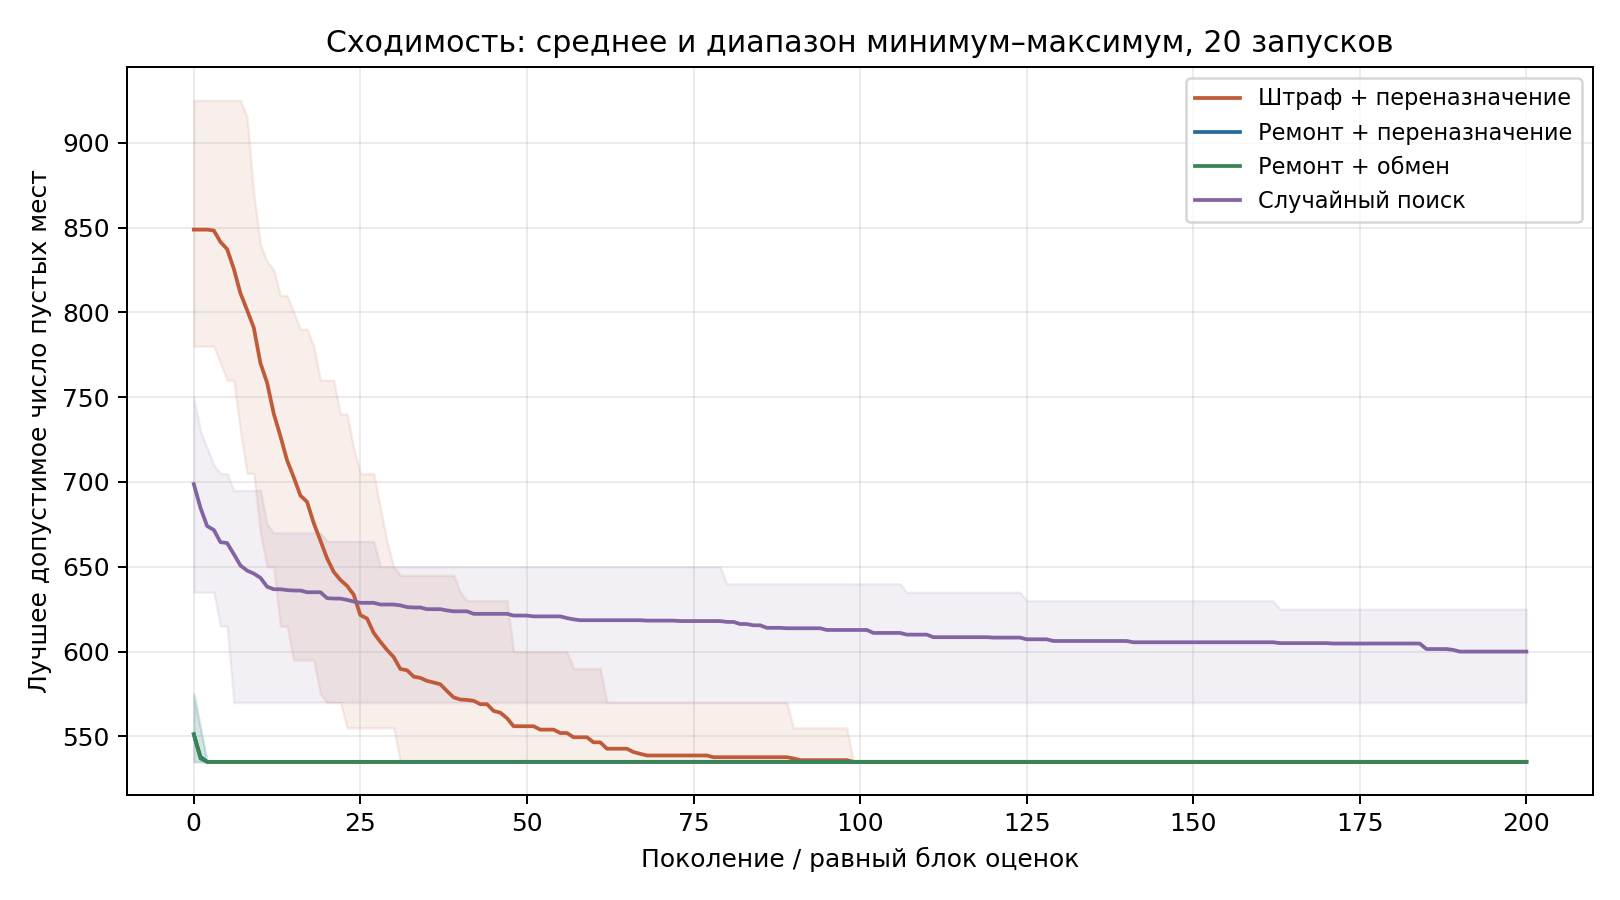 Сходимость: среднее и диапазон минимум–максимум, 20 запусков
Штраф + переназначение
Ремонт + переназначение
Ремонт + обмен
Случайный поиск
Лучшее допустимое число пустых мест
900
850
800
750
700
650
600
550
0 25 50 75 100 125 150 175 200
Поколение / равный блок оценок